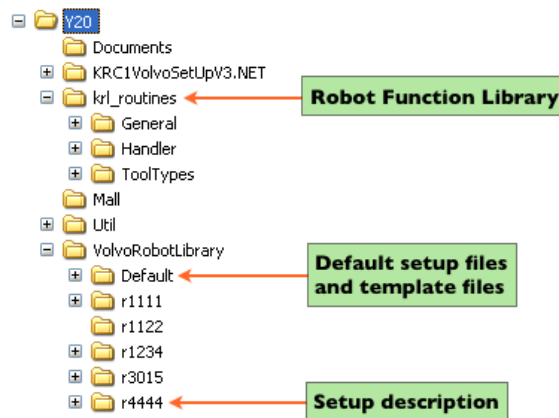 Y20
Documents
KRC1VolvoSetUpV3.NET
krl_routines
Robot Function Library
General
Handler
ToolTypes
Mall
Util
VolvoRobotLibrary
Default
Default setup files
and template files
r1111
r1122
r1234
r3015
r4444
Setup description